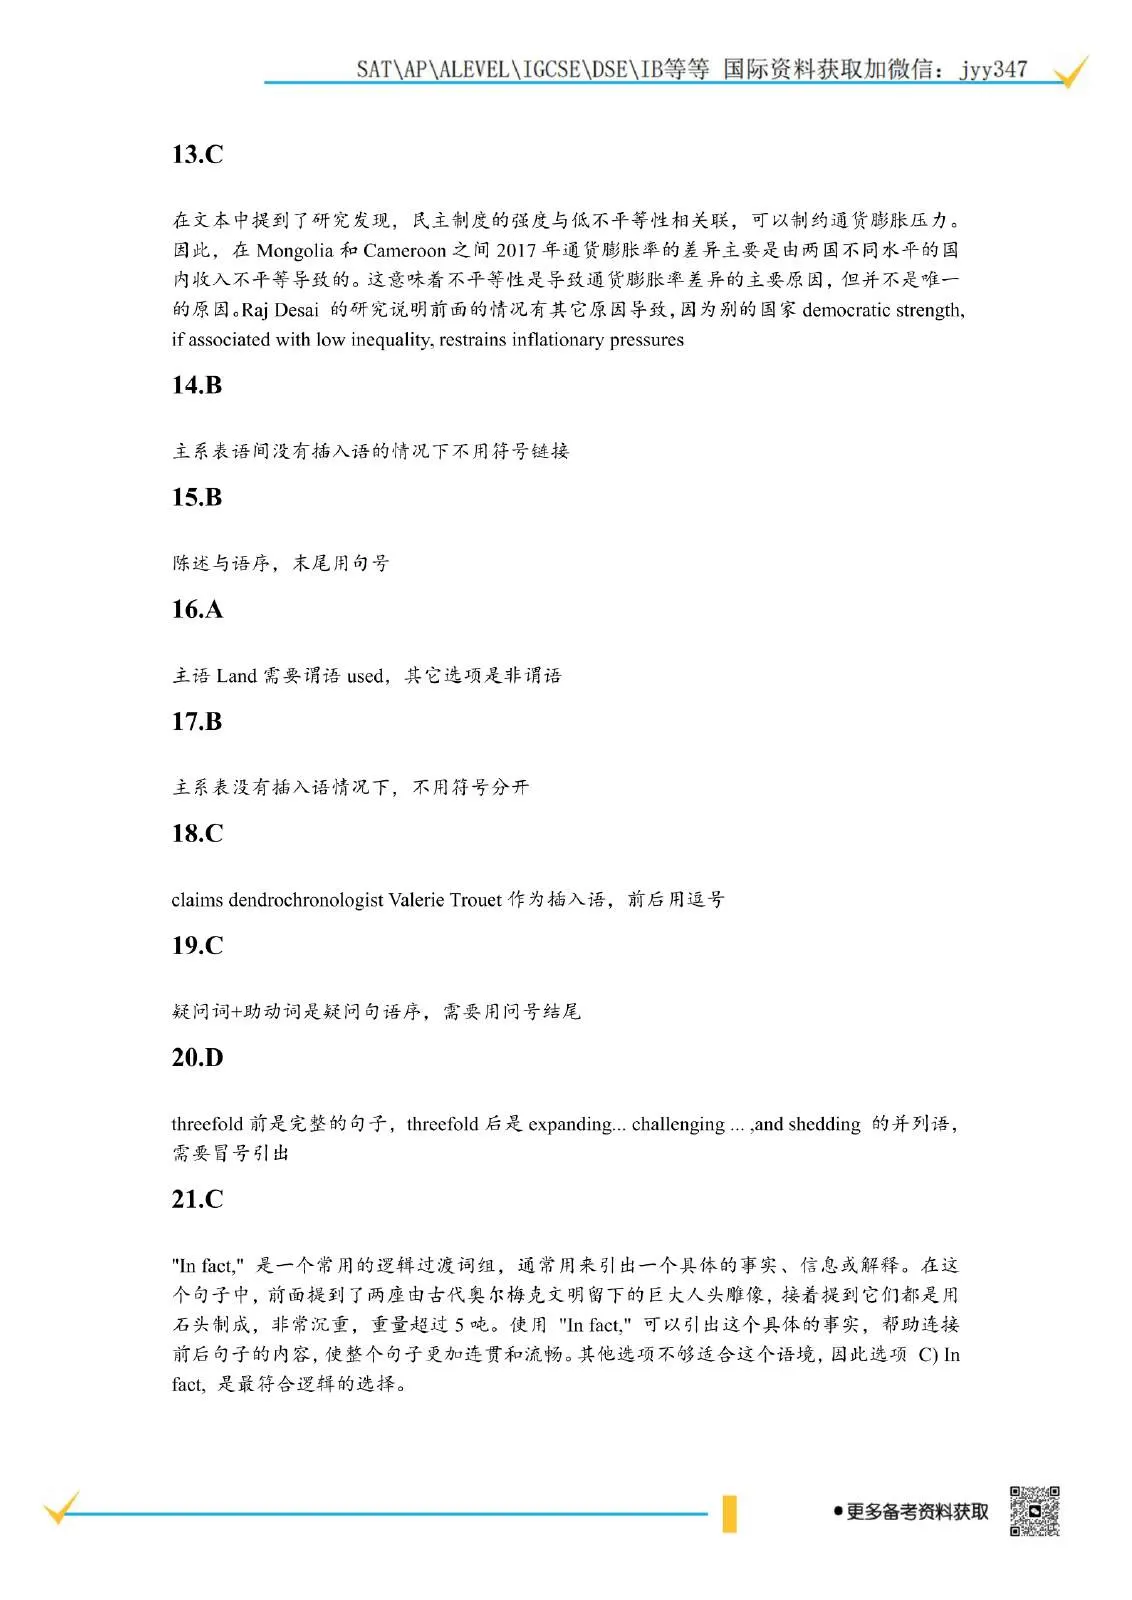 SAT\AP\ALEVEL\IGCSE\DSE\IB等等 国际资料获取加微信：jyy347
13.C
在文本中提到了研究发现，民主制度的强度与低不平等性相关联，可以制约通货膨胀压力。
因此，在 Mongolia 和 Cameroon 之间 2017 年通货膨胀率的差异主要是由两国不同水平的国
内收入不平等导致的。这意味着不平等性是导致通货膨胀率差异的主要原因，但并不是唯一
的原因。Raj Desai 的研究说明前面的情况有其它原因导致，因为别的国家 democratic strength,
if associated with low inequality, restrains inflationary pressures
14.B
主系表语间没有插入语的情况下不用符号链接
15.B
陈述与语序，末尾用句号
16.A
主语 Land 需要谓语 used，其它选项是非谓语
17.B
主系表没有插入语情况下，不用符号分开
18.C
claims dendrochronologist Valerie Trouet 作为插入语，前后用逗号
19.C
疑问词+助动词是疑问句语序，需要用问号结尾
20.D
threefold 前是完整的句子，threefold 后是 expanding... challenging ... ,and shedding 的并列语，
需要冒号引出
21.C
"In fact," 是一个常用的逻辑过渡词组，通常用来引出一个具体的事实、信息或解释。在这
个句子中，前面提到了两座由古代奥尔梅克文明留下的巨大人头雕像，接着提到它们都是用
石头制成，非常沉重，重量超过 5 吨。使用 "In fact," 可以引出这个具体的事实，帮助连接
前后句子的内容，使整个句子更加连贯和流畅。其他选项不够适合这个语境，因此选项 C) In
fact, 是最符合逻辑的选择。
•更多备考资料获取